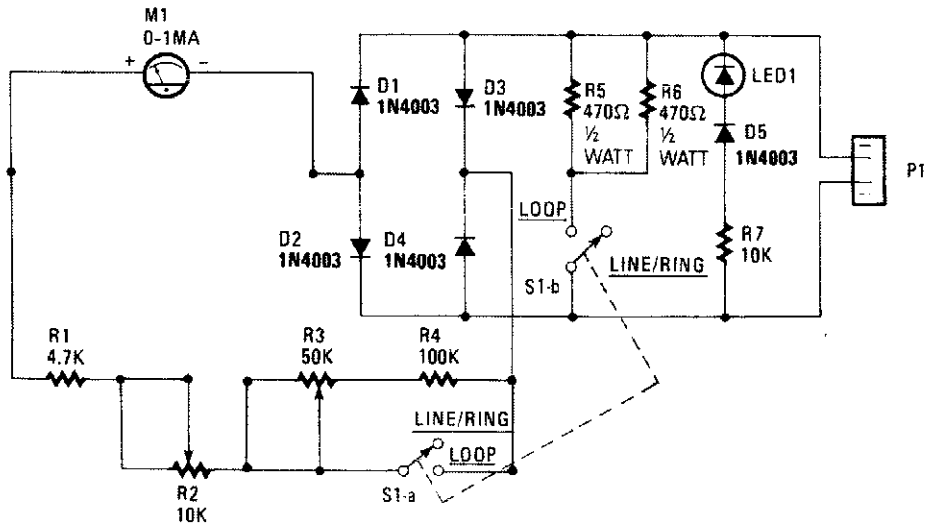 M1
0-1MA
+
−
D1
1N4003
D3
1N4003
R5
470Ω
½
WATT
R6
470Ω
½
WATT
LED1
D5
1N4003
P1
D2
1N4003
D4
1N4003
LOOP
LINE/RING
S1-b
R7
10K
R1
4.7K
R3
50K
R4
100K
LINE/RING
LOOP
S1-a
R2
10K